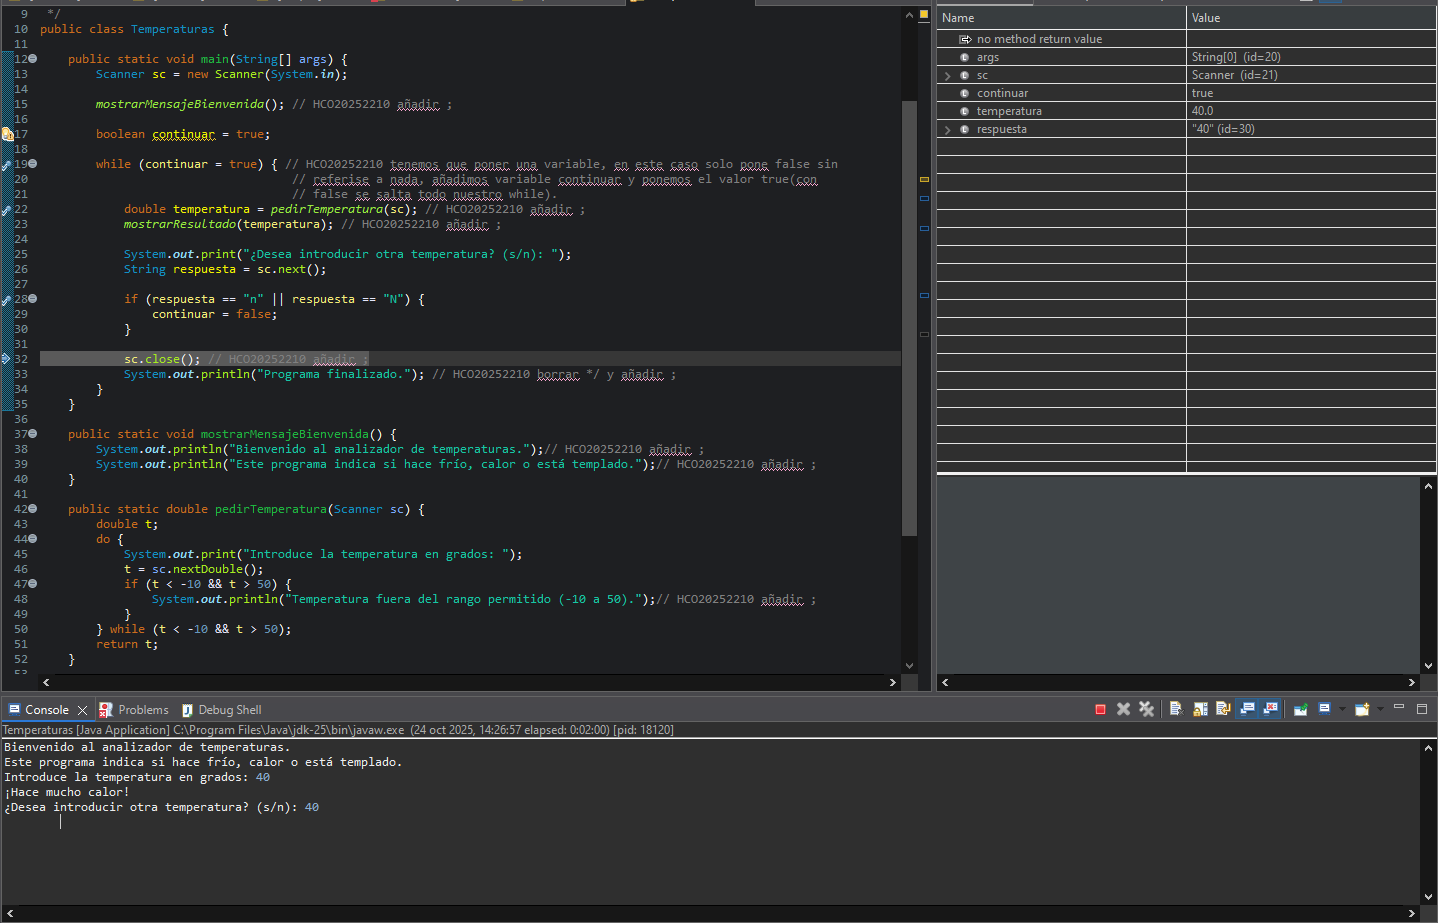 9 */
10 public class Temperaturas {
11
12 public static void main(String[] args) {
13 Scanner sc = new Scanner(System.in);
14
15 mostrarMensajeBienvenida(); // HCO20252210 añadir ;
16
17 boolean continuar = true;
18
19 while (continuar = true) { // HCO20252210 tenemos que poner una variable, en este caso solo pone false sin
20 // referise a nada, añadimos variable continuar y ponemos el valor true(con
21 // false se salta todo nuestro while).
22 double temperatura = pedirTemperatura(sc); // HCO20252210 añadir ;
23 mostrarResultado(temperatura); // HCO20252210 añadir ;
24
25 System.out.print("¿Desea introducir otra temperatura? (s/n): ");
26 String respuesta = sc.next();
27
28 if (respuesta == "n" || respuesta == "N") {
29 continuar = false;
30 }
31
32 sc.close(); // HCO20252210 añadir ;
33 System.out.println("Programa finalizado."); // HCO20252210 borrar */ y añadir ;
34 }
35 }
36
37 public static void mostrarMensajeBienvenida() {
38 System.out.println("Bienvenido al analizador de temperaturas.");// HCO20252210 añadir ;
39 System.out.println("Este programa indica si hace frío, calor o está templado.");// HCO20252210 añadir ;
40 }
41
42 public static double pedirTemperatura(Scanner sc) {
43 double t;
44 do {
45 System.out.print("Introduce la temperatura en grados: ");
46 t = sc.nextDouble();
47 if (t < -10 && t > 50) {
48 System.out.println("Temperatura fuera del rango permitido (-10 a 50).");// HCO20252210 añadir ;
49 }
50 } while (t < -10 && t > 50);
51 return t;
52 }
53
Name Value
no method return value
args String[0] (id=20)
sc Scanner (id=21)
continuar true
temperatura 40.0
respuesta "40" (id=30)
Console Problems Debug Shell
Temperaturas [Java Application] C:\Program Files\Java\jdk-25\bin\javaw.exe (24 oct 2025, 14:26:57 elapsed: 0:02:00) [pid: 18120]
Bienvenido al analizador de temperaturas.
Este programa indica si hace frío, calor o está templado.
Introduce la temperatura en grados: 40
¡Hace mucho calor!
¿Desea introducir otra temperatura? (s/n): 40